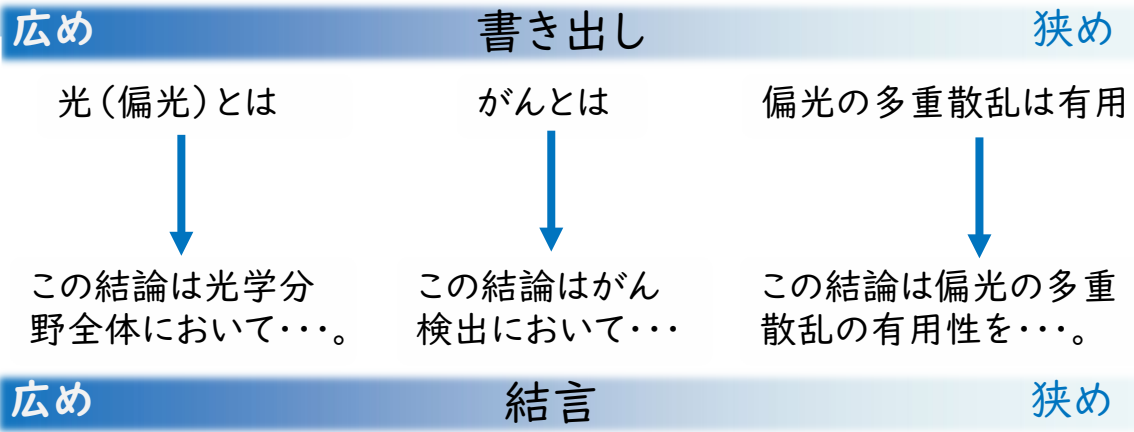 広め 書き出し 狭め
光(偏光)とは
がんとは
偏光の多重散乱は有用
この結論は光学分
野全体において・・・。
この結論はがん
検出において・・・
この結論は偏光の多重
散乱の有用性を・・・。
広め 結言 狭め